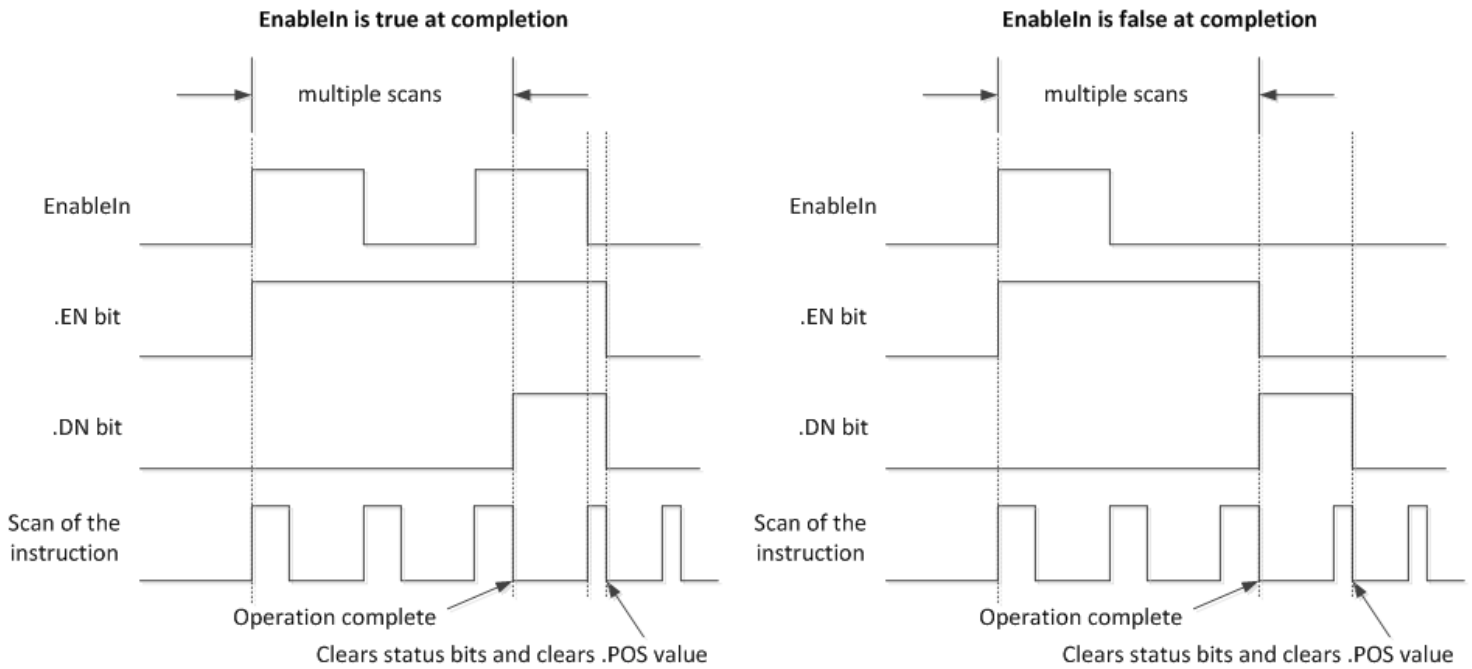 EnableIn is true at completion
multiple scans
EnableIn
.EN bit
.DN bit
Scan of the
instruction
Operation complete
Clears status bits and clears .POS value
EnableIn is false at completion
multiple scans
EnableIn
.EN bit
.DN bit
Scan of the
instruction
Operation complete
Clears status bits and clears .POS value